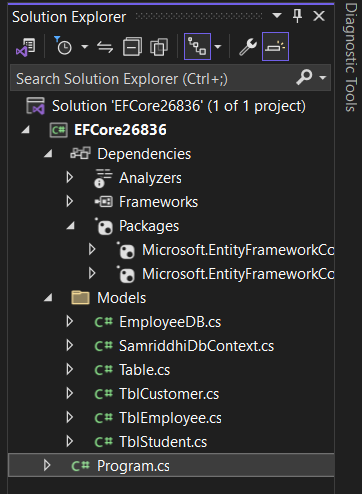 Solution Explorer
Search Solution Explorer (Ctrl+;)
Solution 'EFCore26836' (1 of 1 project)
C# EFCore26836
Dependencies
Analyzers
Frameworks
Packages
Microsoft.EntityFrameworkCo
Microsoft.EntityFrameworkCo
Models
C# EmployeeDB.cs
C# SamriddhiDbContext.cs
C# Table.cs
C# TblCustomer.cs
C# TblEmployee.cs
C# TblStudent.cs
C# Program.cs
Diagnostic Tools